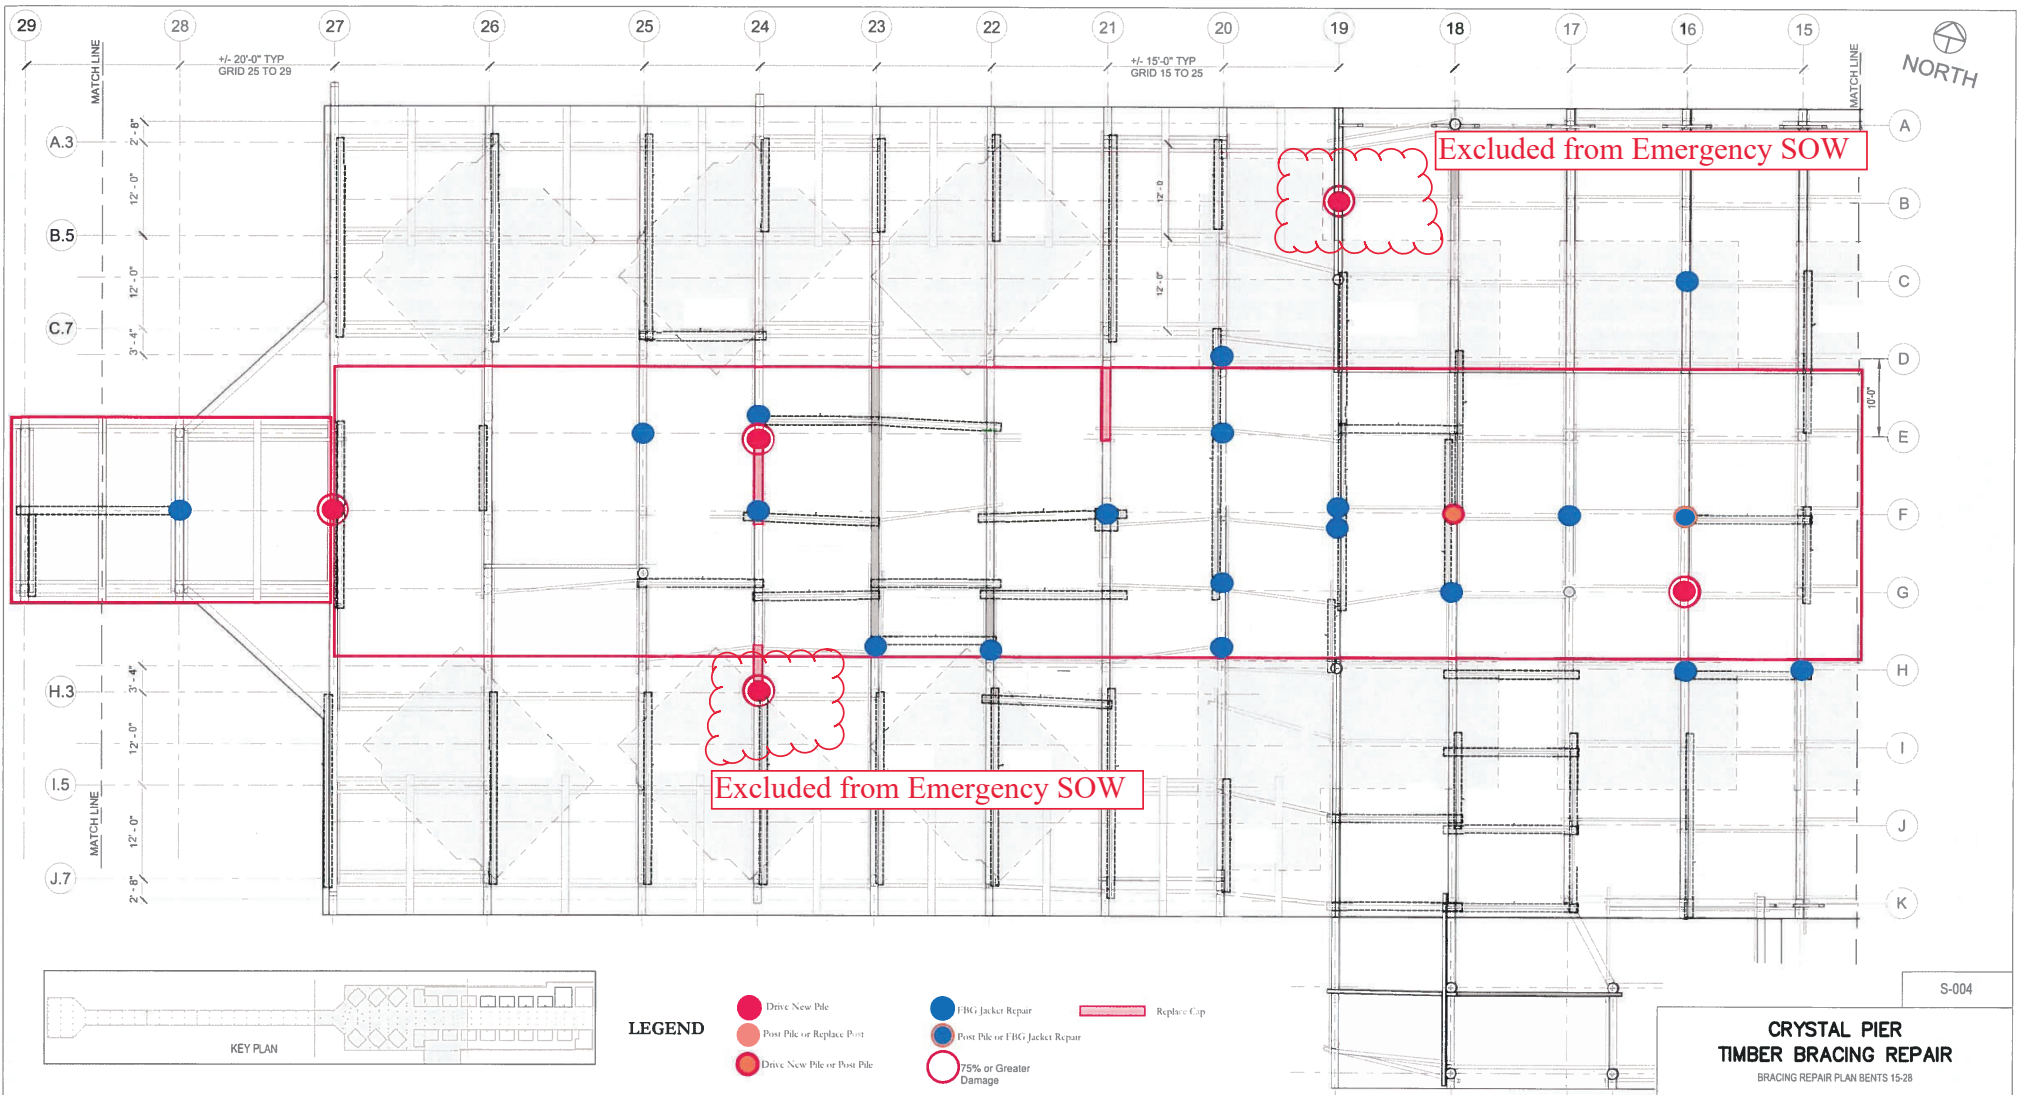 29 28 27 26 25 24 23 22 21 20 19 18 17 16 15
+/- 20'-0" TYP
GRID 25 TO 29
+/- 15'-0" TYP
GRID 15 TO 25
MATCH LINE
MATCH LINE
NORTH
A.3
B.5
C.7
2'- 8"
12'- 0"
12'- 0"
3'- 4"
12'- 0
12'- 0"
Excluded from Emergency SOW
A
B
C
D
10'-0"
E
F
G
H
I
J
K
H.3
I.5
J.7
3'- 4"
12'- 0"
12'- 0"
2'- 8"
MATCH LINE
Excluded from Emergency SOW
KEY PLAN
LEGEND
Drive New Pile
Post Pile or Replace Post
Drive New Pile or Post Pile
FBG Jacket Repair
Post Pile or FBG Jacket Repair
75% or Greater
Damage
Replace Cap
S-004
CRYSTAL PIER
TIMBER BRACING REPAIR
BRACING REPAIR PLAN BENTS 15-28